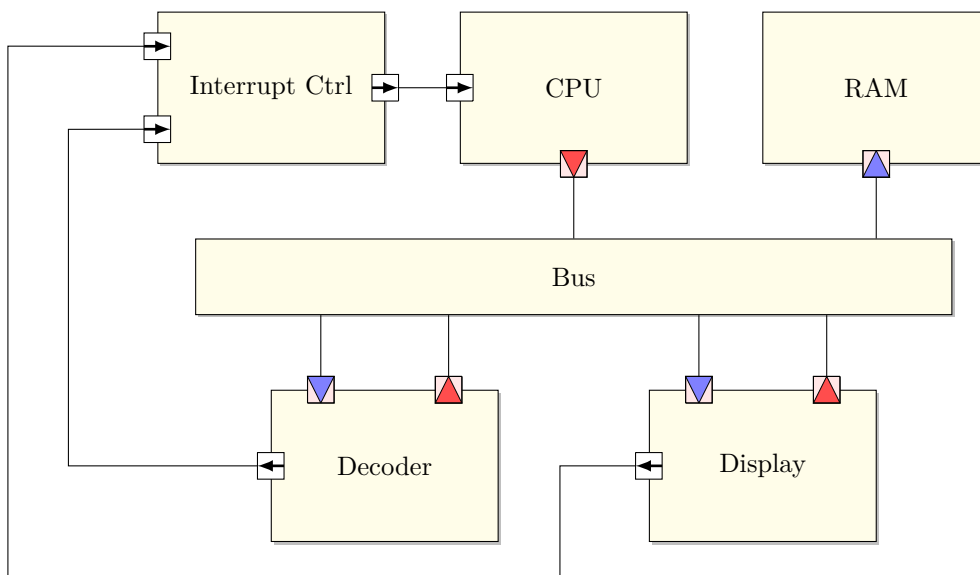 Interrupt Ctrl
CPU
RAM
Bus
Decoder
Display